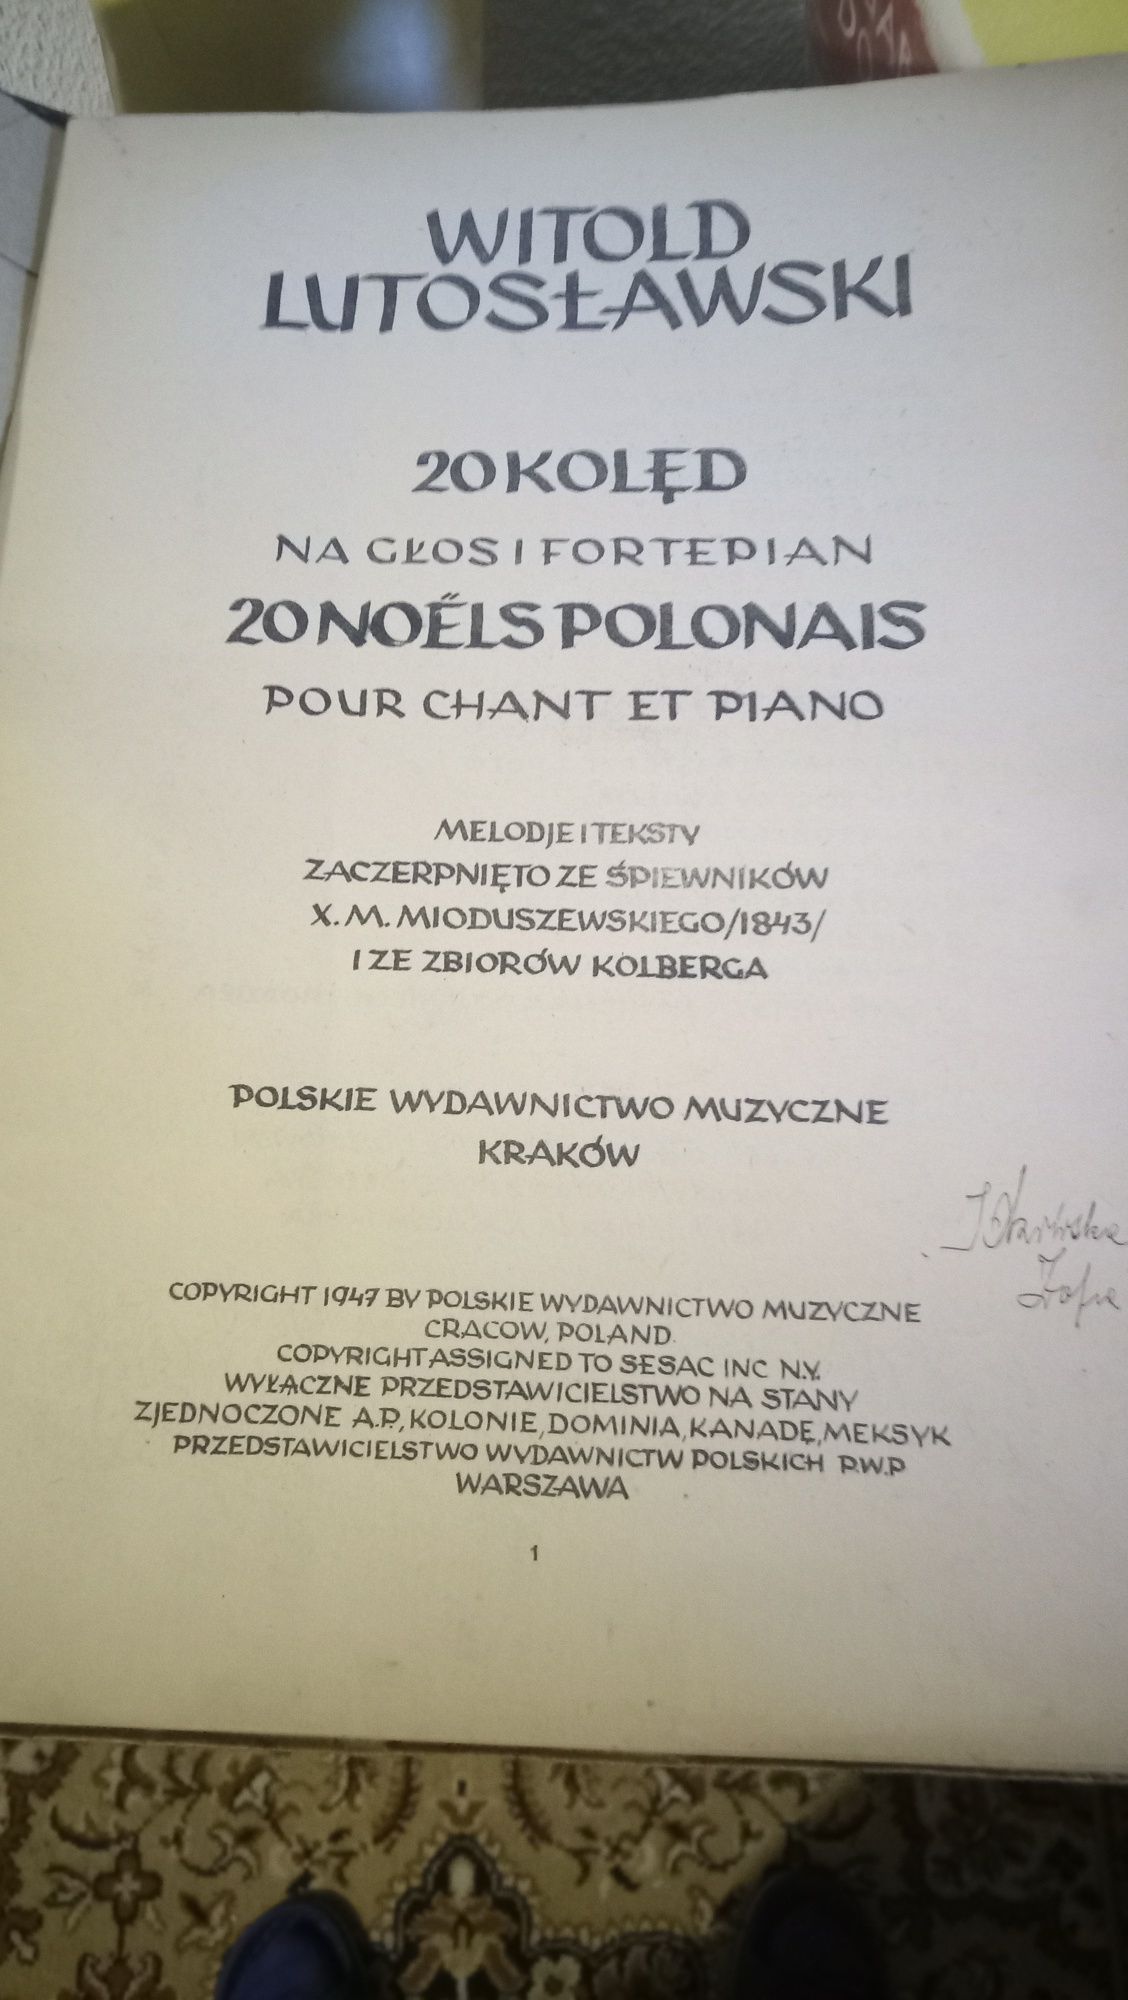 WITOLD
LUTOSŁAWSKI
20 KOLĘD
NA GŁOS I FORTEPIAN
20 NOËLS POLONAIS
POUR CHANT ET PIANO
MELODJE I TEKSTY
ZACZERPNIĘTO ZE ŚPIEWNIKÓW
X. M. MIODUSZEWSKIEGO /1843/
I ZE ZBIORÓW KOLBERGA
POLSKIE WYDAWNICTWO MUZYCZNE
KRAKÓW
Zofia
COPYRIGHT 1947 BY POLSKIE WYDAWNICTWO MUZYCZNE
CRACOW, POLAND.
COPYRIGHT ASSIGNED TO SESAC INC N.Y.
WYŁĄCZNE PRZEDSTAWICIELSTWO NA STANY
ZJEDNOCZONE A.P., KOLONIE, DOMINIA, KANADĘ, MEKSYK
PRZEDSTAWICIELSTWO WYDAWNICTW POLSKICH P.W.P
WARSZAWA
1